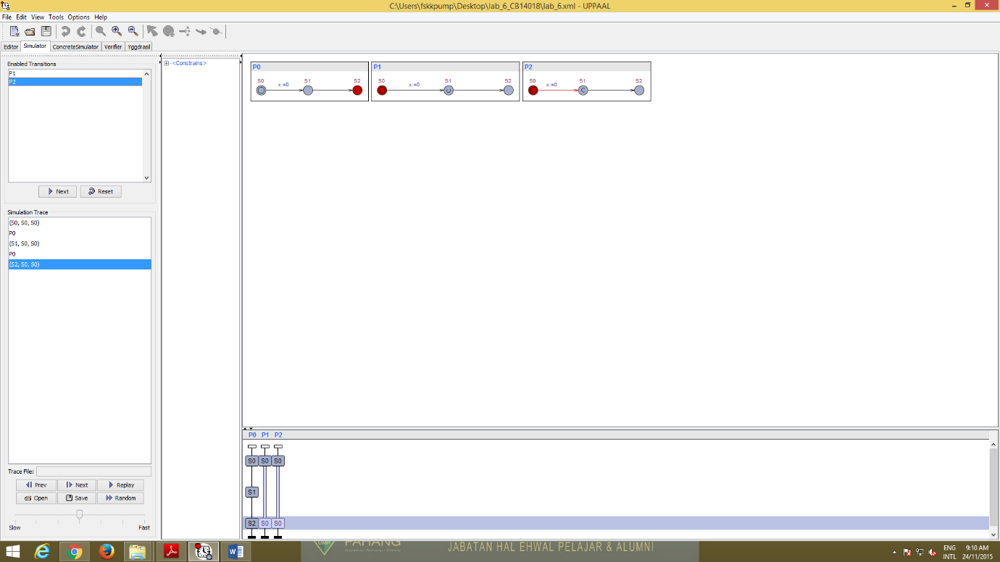 C:\Users\fskkpump\Desktop\lab_6_CB14018\lab_6.xml - UPPAAL
File Edit View Tools Options Help
Editor Simulator ConcreteSimulator Verifier Yggdrasil
Enabled Transitions
P1
P2
Next Reset
Simulation Trace
(S0, S0, S0)
P0
(S1, S0, S0)
P0
(S2, S0, S0)
Trace File:
Prev Next Replay
Open Save Random
Slow Fast
<Constrains>
P0 P1 P2
S0 S1 S2 S0 S1 S2 S0 S1 S2
x:=0 x:=0 x:=0
U C
P0 P1 P2
S0 S0 S0
S1
S2 S0 S0
UMP PAHANG
Engineering • Technology • Creativity
JABATAN HAL EHWAL PELAJAR & ALUMNI
ENG 9:10 AM
INTL 24/11/2015